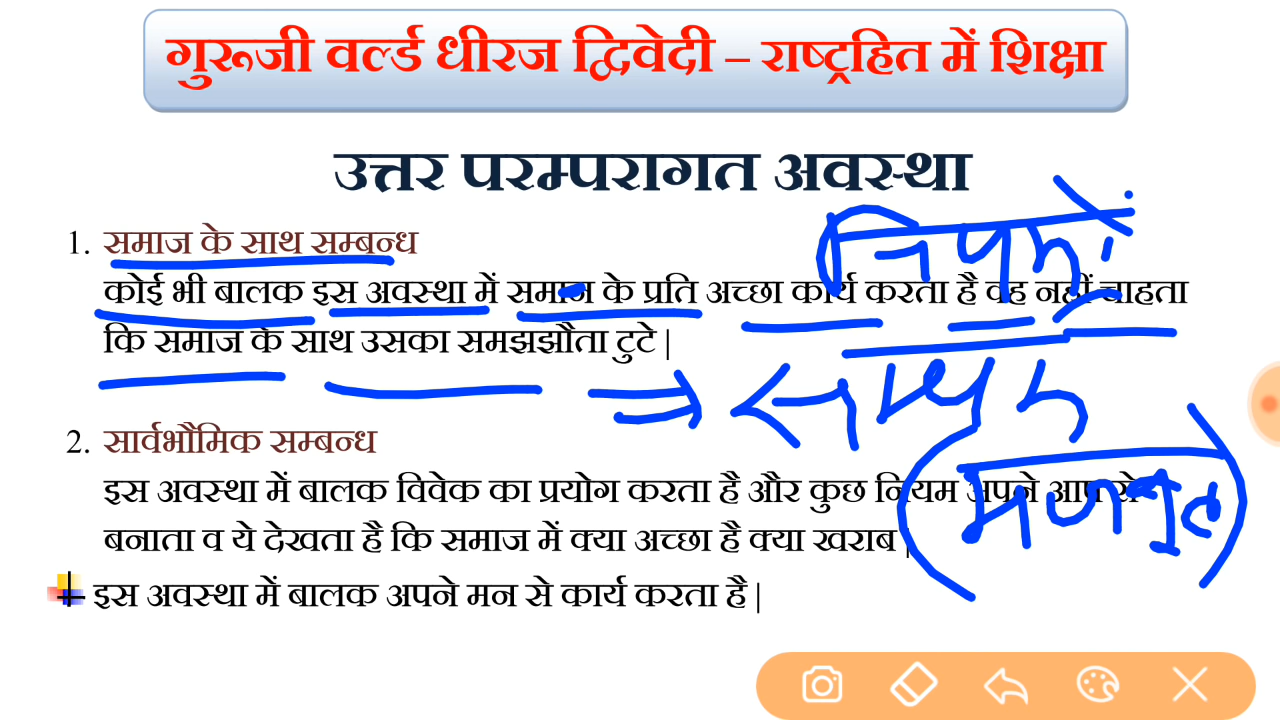 गुरूजी वर्ल्ड धीरज द्विवेदी – राष्ट्रहित में शिक्षा
उत्तर परम्परागत अवस्था
1. समाज के साथ सम्बन्ध
कोई भी बालक इस अवस्था में समाज के प्रति अच्छा कार्य करता है वह नहीं चाहता
कि समाज के साथ उसका समझझौता टुटे |
2. सार्वभौमिक सम्बन्ध
इस अवस्था में बालक विवेक का प्रयोग करता है और कुछ नियम अपने आप से
बनाता व ये देखता है कि समाज में क्या अच्छा है क्या खराब |
इस अवस्था में बालक अपने मन से कार्य करता है |